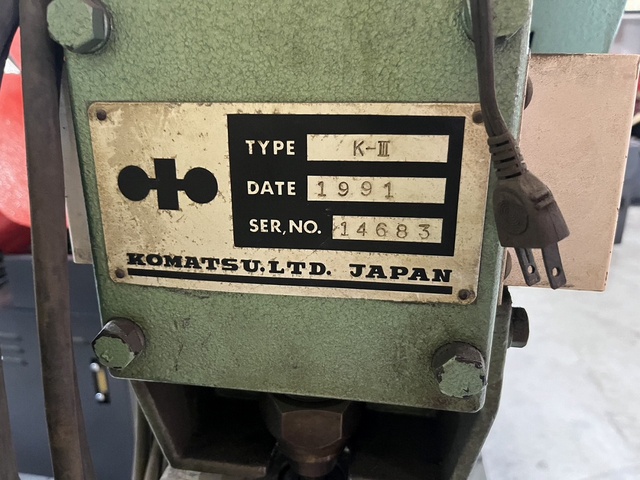 TYPE K-Ⅲ
DATE 1991
SER, NO. 14683
KOMATSU. LTD. JAPAN